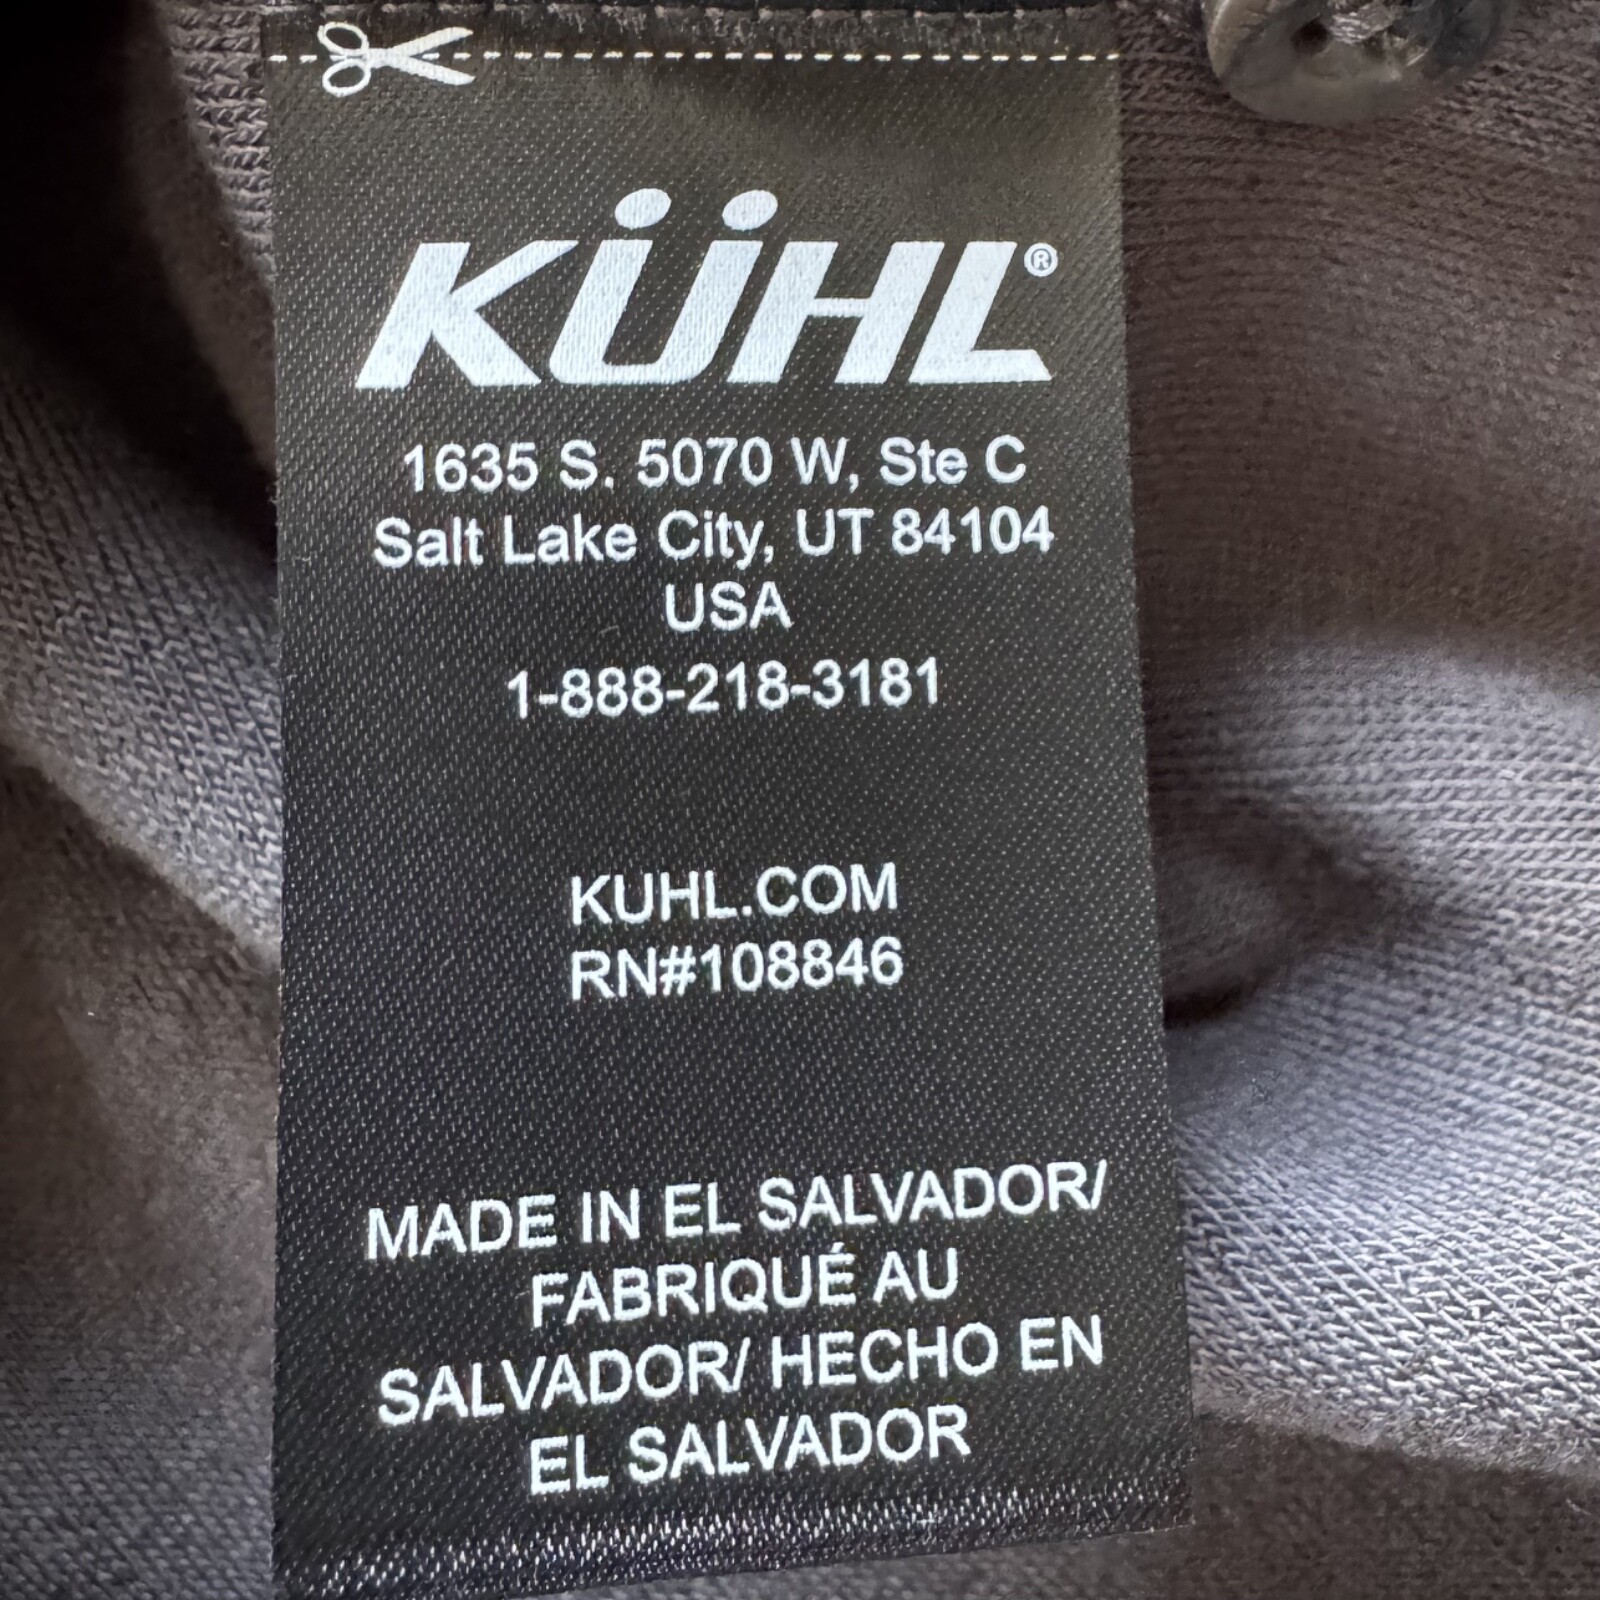 KÜHL®
1635 S. 5070 W, Ste C
Salt Lake City, UT 84104
USA
1-888-218-3181
KUHL.COM
RN#108846
MADE IN EL SALVADOR/
FABRIQUÉ AU
SALVADOR/ HECHO EN
EL SALVADOR